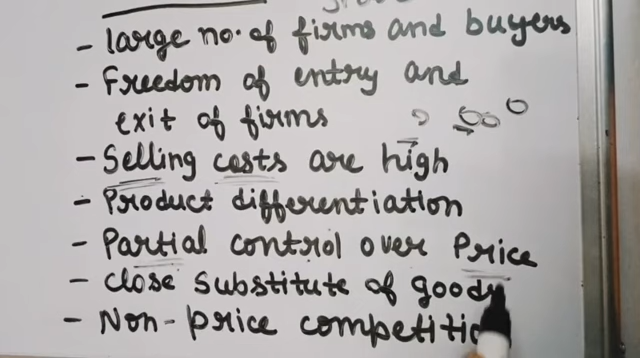 - large no. of firms and buyers
- Freedom of entry and
exit of firms
- Selling costs are high
- Product differentiation
- Partial control over Price
- close substitute of goods
- Non-price competitio